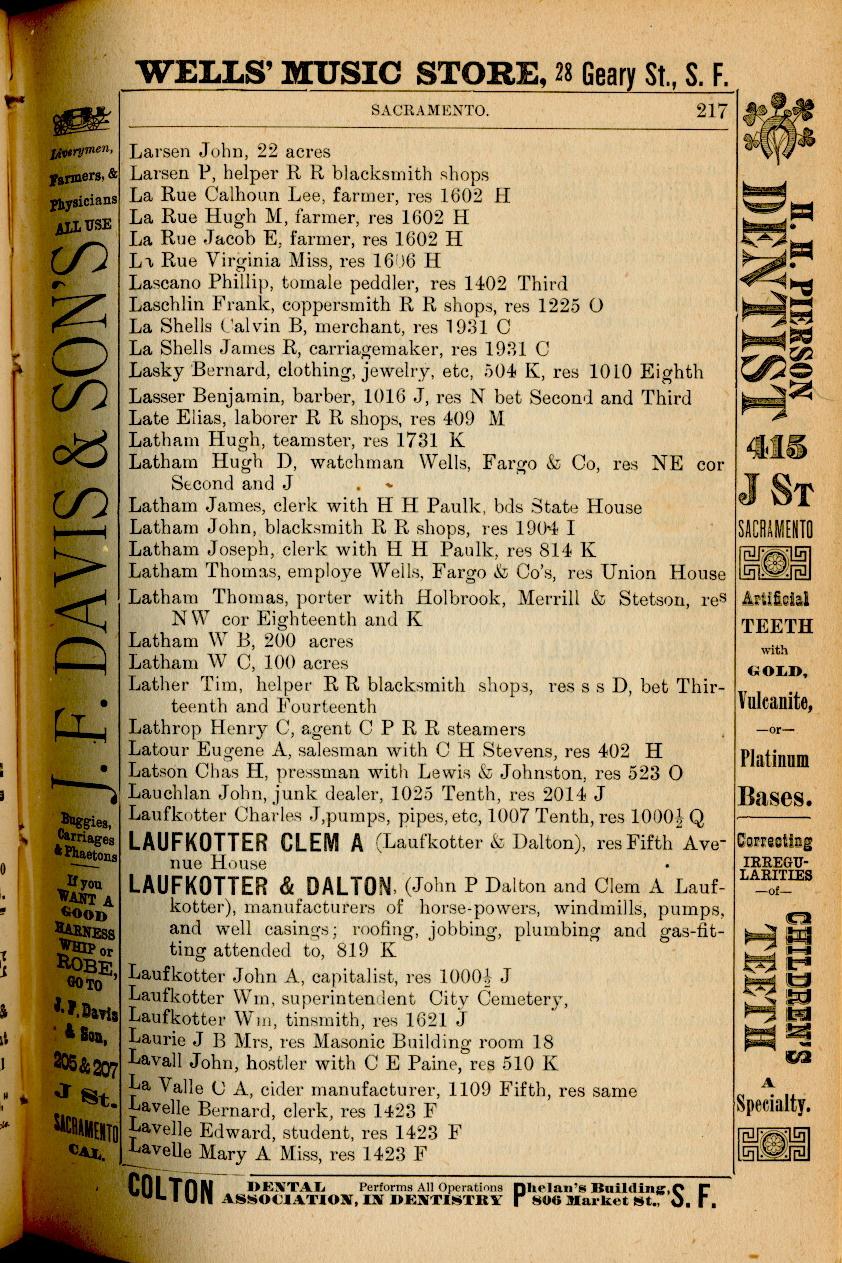 WELLS' MUSIC STORE, 28 Geary St., S. F.
SACRAMENTO. 217
Larsen John, 22 acres
Larsen P, helper R R blacksmith shops
La Rue Calhoun Lee, farmer, res 1602 H
La Rue Hugh M, farmer, res 1602 H
La Rue Jacob E, farmer, res 1602 H
La Rue Virginia Miss, res 1606 H
Lascano Phillip, tomale peddler, res 1402 Third
Laschlin Frank, coppersmith R R shops, res 1225 O
La Shells Calvin B, merchant, res 1931 C
La Shells James R, carriagemaker, res 1931 C
Lasky Bernard, clothing, jewelry, etc, 504 K, res 1010 Eighth
Lasser Benjamin, barber, 1016 J, res N bet Second and Third
Late Elias, laborer R R shops, res 409 M
Latham Hugh, teamster, res 1731 K
Latham Hugh D, watchman Wells, Fargo & Co, res NE cor
Second and J
Latham James, clerk with H H Paulk, bds State House
Latham John, blacksmith R R shops, res 1904 I
Latham Joseph, clerk with H H Paulk, res 814 K
Latham Thomas, employe Wells, Fargo & Co's, res Union House
Latham Thomas, porter with Holbrook, Merrill & Stetson, res
NW cor Eighteenth and K
Latham W B, 200 acres
Latham W C, 100 acres
Lather Tim, helper R R blacksmith shops, res s s D, bet Thir-
teenth and Fourteenth
Lathrop Henry C, agent C P R R steamers
Latour Eugene A, salesman with C H Stevens, res 402 H
Latson Chas H, pressman with Lewis & Johnston, res 523 O
Lauchlan John, junk dealer, 1025 Tenth, res 2014 J
Laufkotter Charles J, pumps, pipes, etc, 1007 Tenth, res 1000½ Q
LAUFKOTTER CLEM A (Laufkotter & Dalton), res Fifth Ave-
nue House
LAUFKOTTER & DALTON, (John P Dalton and Clem A Lauf-
kotter), manufacturers of horse-powers, windmills, pumps,
and well casings; roofing, jobbing, plumbing and gas-fit-
ting attended to, 819 K
Laufkotter John A, capitalist, res 1000½ J
Laufkotter Wm, superintendent City Cemetery,
Laufkotter Wm, tinsmith, res 1621 J
Laurie J B Mrs, res Masonic Building room 18
Lavall John, hostler with C E Paine, res 510 K
La Valle C A, cider manufacturer, 1109 Fifth, res same
Lavelle Bernard, clerk, res 1423 F
Lavelle Edward, student, res 1423 F
Lavelle Mary A Miss, res 1423 F
Liverymen,
Farmers, &
Physicians
ALL USE
J. F. DAVIS & SON'S
Buggies,
Carriages
& Phaetons
If you
WANT A
GOOD
HARNESS
WHIP or
ROBE,
GO TO
J. F. Davis
& Son,
205 & 207
J St.
SACRAMENTO
CAL.
H. H. PIERSON
DENTIST
415
J ST
SACRAMENTO
Artificial
TEETH
with
GOLD,
Vulcanite,
—or—
Platinum
Bases.
Correcting
IRREGU-
LARITIES
—of—
CHILDREN'S
TEETH
A
Specialty.
COLTON DENTAL ASSOCIATION, Performs All Operations IN DENTISTRY Phelan's Building, 806 Market St., S. F.